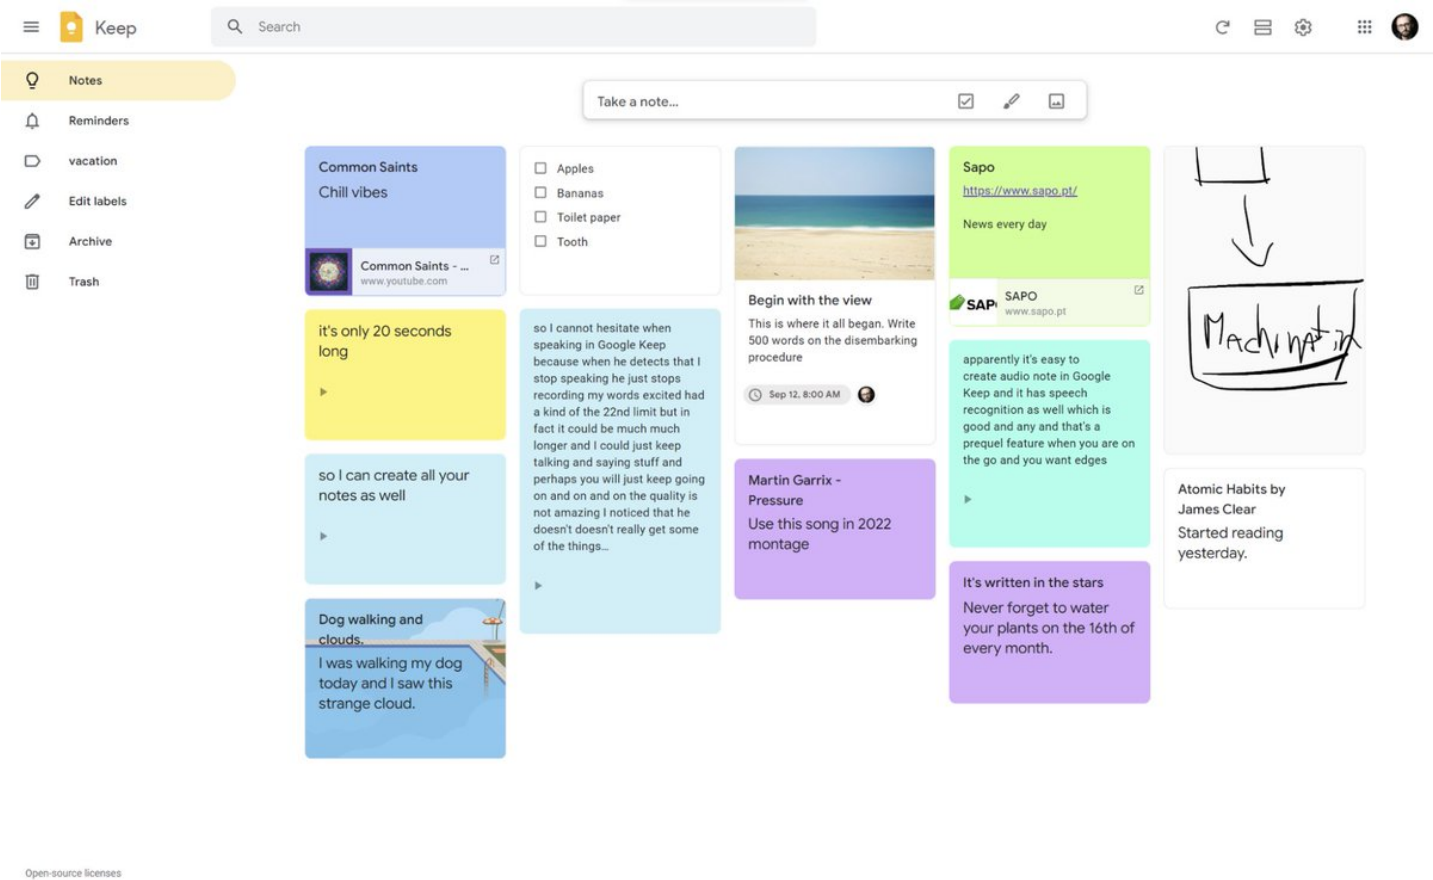 Keep
Search
Notes
Reminders
vacation
Edit labels
Archive
Trash
Take a note...
Common Saints
Chill vibes
Common Saints - ...
www.youtube.com
it's only 20 seconds
long
so I can create all your
notes as well
Dog walking and
clouds.
I was walking my dog
today and I saw this
strange cloud.
Apples
Bananas
Toilet paper
Tooth
so I cannot hesitate when
speaking in Google Keep
because when he detects that I
stop speaking he just stops
recording my words excited had
a kind of the 22nd limit but in
fact it could be much much
longer and I could just keep
talking and saying stuff and
perhaps you will just keep going
on and on and on the quality is
not amazing I noticed that he
doesn't doesn't really get some
of the things...
Begin with the view
This is where it all began. Write
500 words on the disembarking
procedure
Sep 12, 8:00 AM
Martin Garrix -
Pressure
Use this song in 2022
montage
Sapo
https://www.sapo.pt/
News every day
SAP
SAPO
www.sapo.pt
apparently it's easy to
create audio note in Google
Keep and it has speech
recognition as well which is
good and any and that's a
prequel feature when you are on
the go and you want edges
It's written in the stars
Never forget to water
your plants on the 16th of
every month.
Atomic Habits by
James Clear
Started reading
yesterday.
Open-source licenses